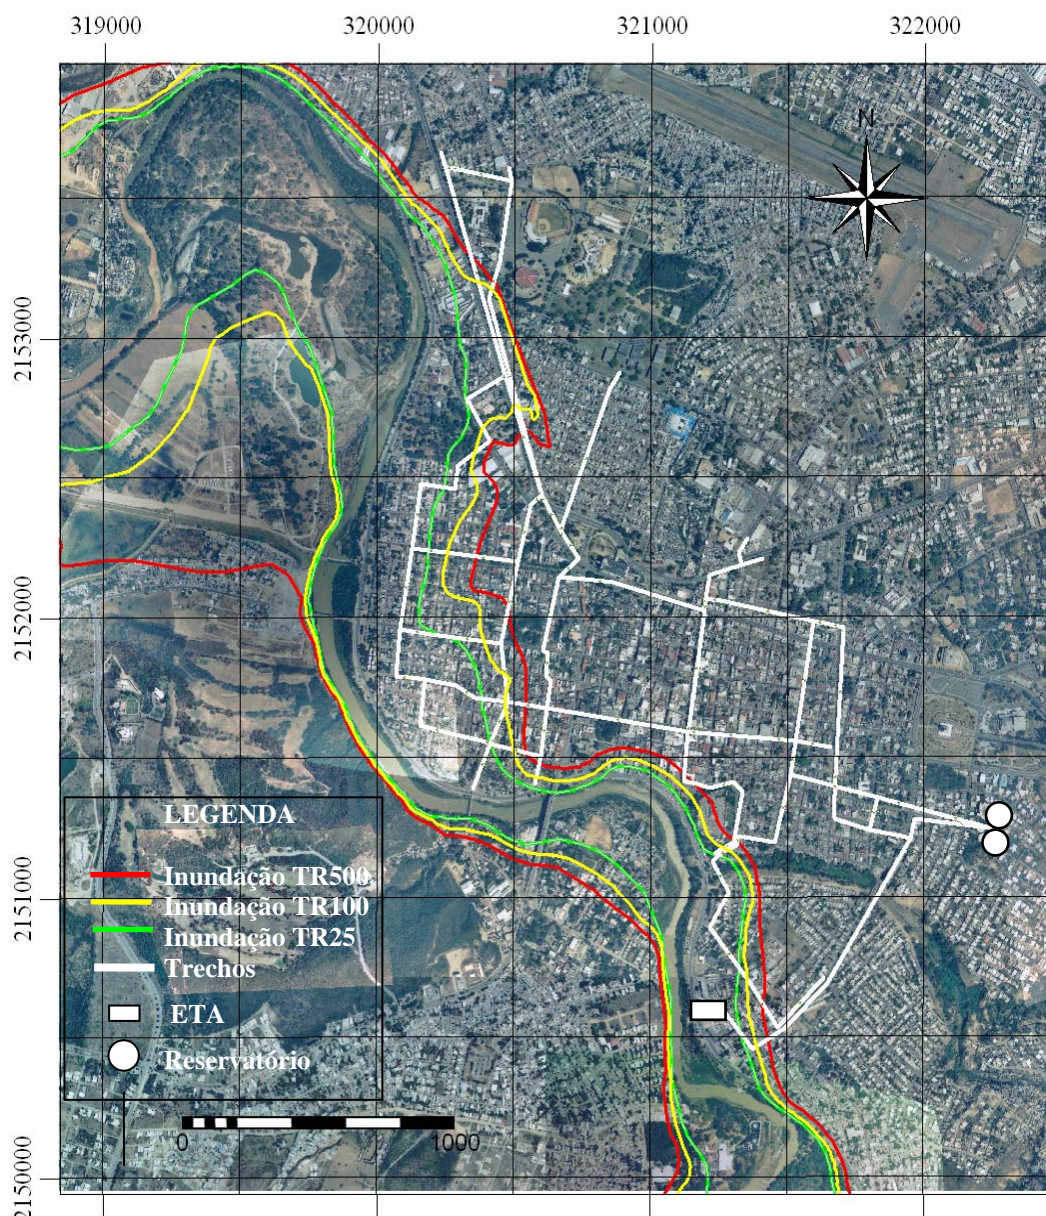 319000 320000 321000 322000
N
2153000
2152000
2151000
2150000
LEGENDA
Inundação TR500
Inundação TR100
Inundação TR25
Trechos
ETA
Reservatório
0 1000